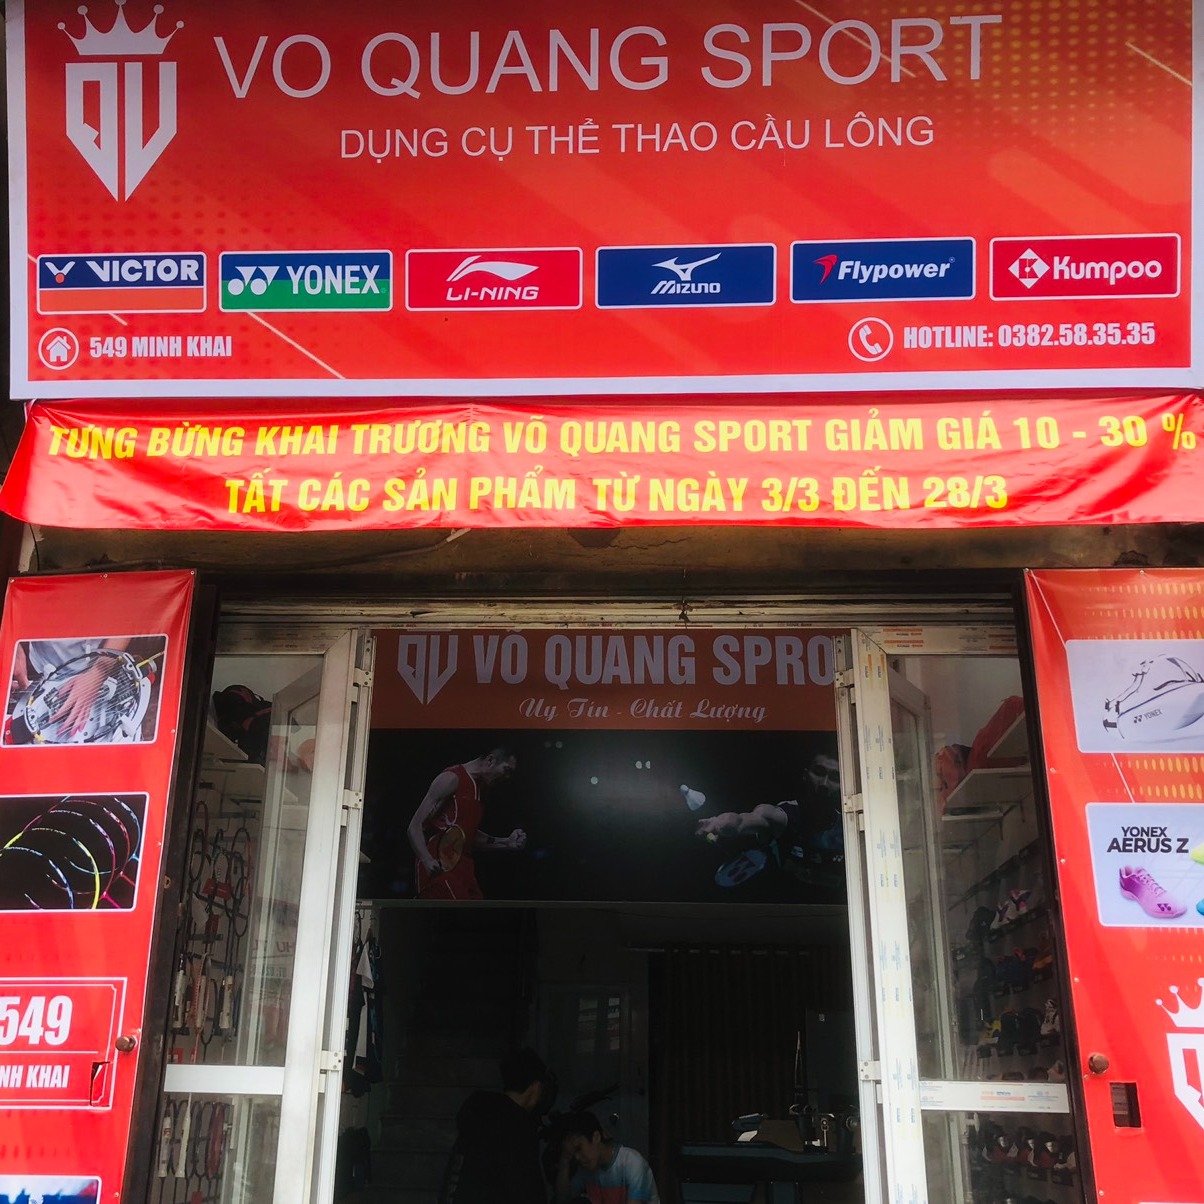 QV
VO QUANG SPORT
DỤNG CỤ THỂ THAO CẦU LÔNG
VICTOR
YONEX
LI-NING
MIZUNO
Flypower
Kumpoo
549 MINH KHAI
HOTLINE: 0382.58.35.35
TƯNG BỪNG KHAI TRƯƠNG VÕ QUANG SPORT GIẢM GIÁ 10 - 30 %
TẤT CÁC SẢN PHẨM TỪ NGÀY 3/3 ĐẾN 28/3
QV VÕ QUANG SPRO
Uy Tín - Chất Lượng
YONEX
YONEX
AERUS Z
549
NH KHAI